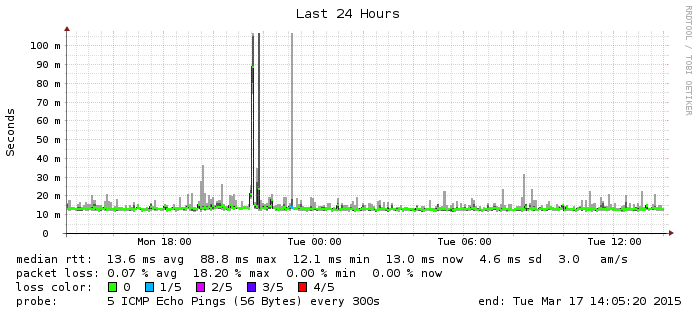 Last 24 Hours
RRDTOOL / TOBI OETIKER
Seconds
100 m
90 m
80 m
70 m
60 m
50 m
40 m
30 m
20 m
10 m
0
Mon 18:00 Tue 00:00 Tue 06:00 Tue 12:00
median rtt: 13.6 ms avg 88.8 ms max 12.1 ms min 13.0 ms now 4.6 ms sd 3.0 am/s
packet loss: 0.07 % avg 18.20 % max 0.00 % min 0.00 % now
loss color: 0 1/5 2/5 3/5 4/5
probe: 5 ICMP Echo Pings (56 Bytes) every 300s end: Tue Mar 17 14:05:20 2015